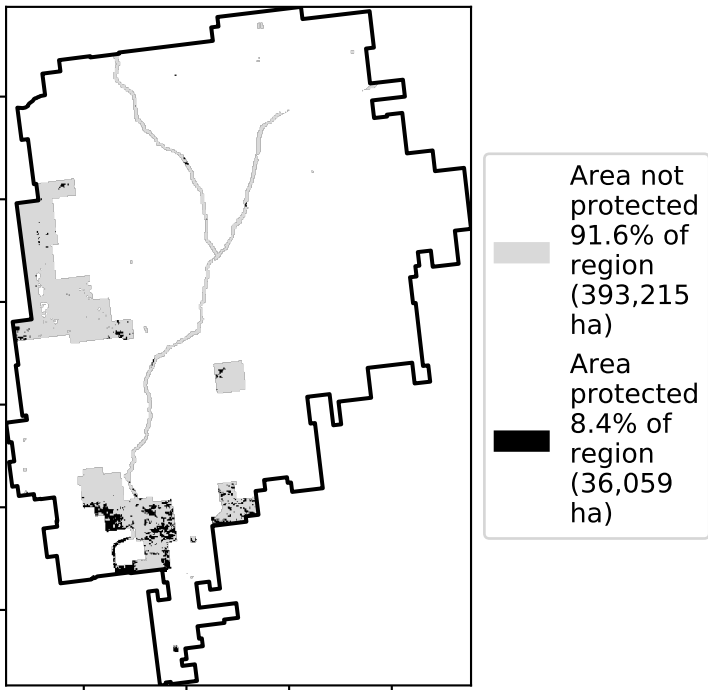 Area not
protected
91.6% of
region
(393,215
ha)
Area
protected
8.4% of
region
(36,059
ha)